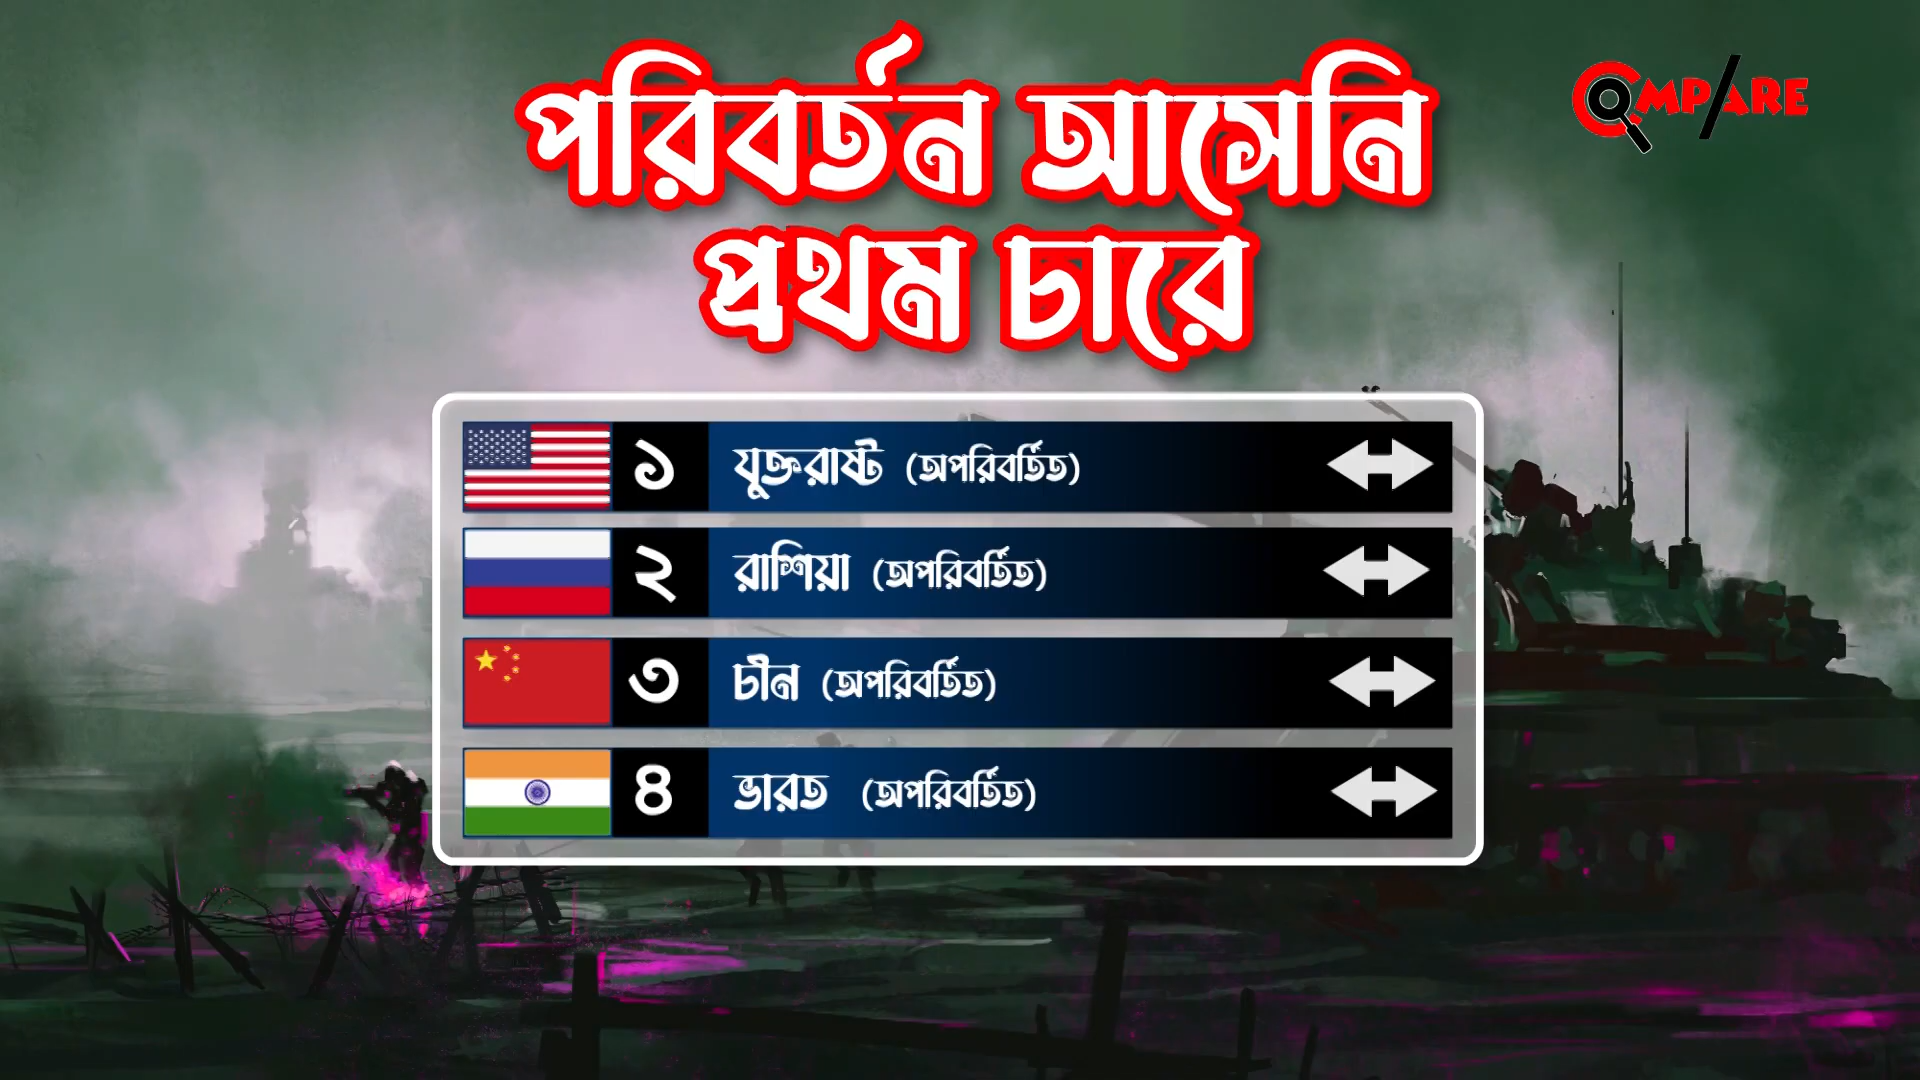 পরিবর্তন আসেনি
COMPARE
প্রথম চারে
১ যুক্তরাষ্ট (অপরিবর্তিত)
২ রাশিয়া (অপরিবর্তিত)
৩ চীন (অপরিবর্তিত)
৪ ভারত (অপরিবর্তিত)